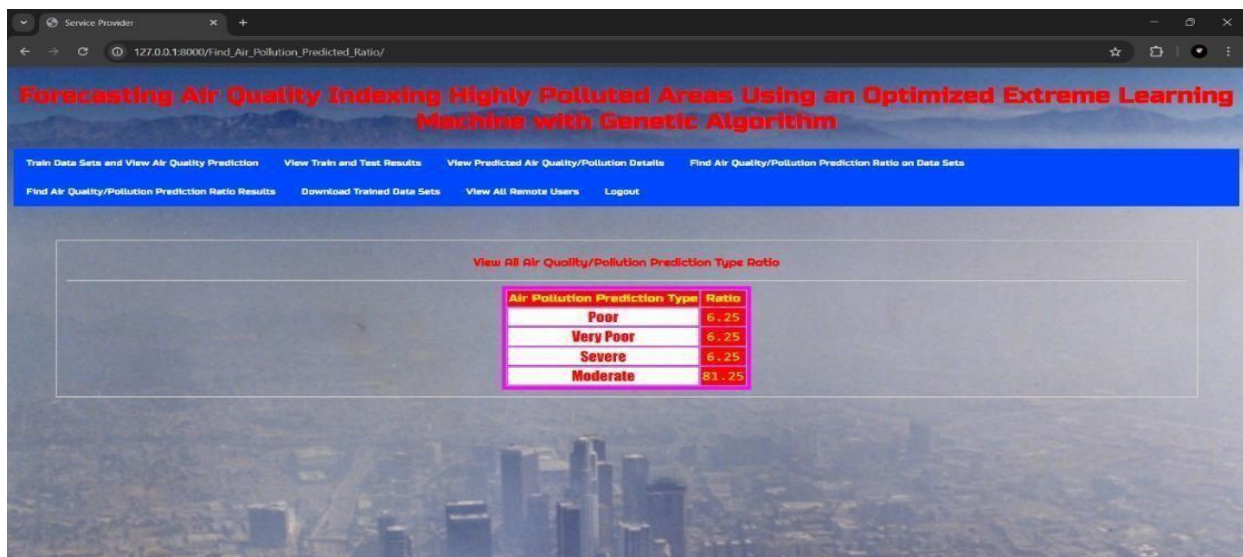 Service Provider
127.0.0.1:8000/Find_Air_Pollution_Predicted_Ratio/
Forecasting Air Quality Indexing Highly Polluted Areas Using an Optimized Extreme Learning
Machine with Genetic Algorithm
Train Data Sets and View Air Quality Prediction View Train and Test Results View Predicted Air Quality/Pollution Details Find Air Quality/Pollution Prediction Ratio on Data Sets
Find Air Quality/Pollution Prediction Ratio Results Download Trained Data Sets View All Remote Users Logout
View All Air Quality/Pollution Prediction Type Ratio
Air Pollution Prediction Type Ratio
Poor 6.25
Very Poor 6.25
Severe 6.25
Moderate 81.25